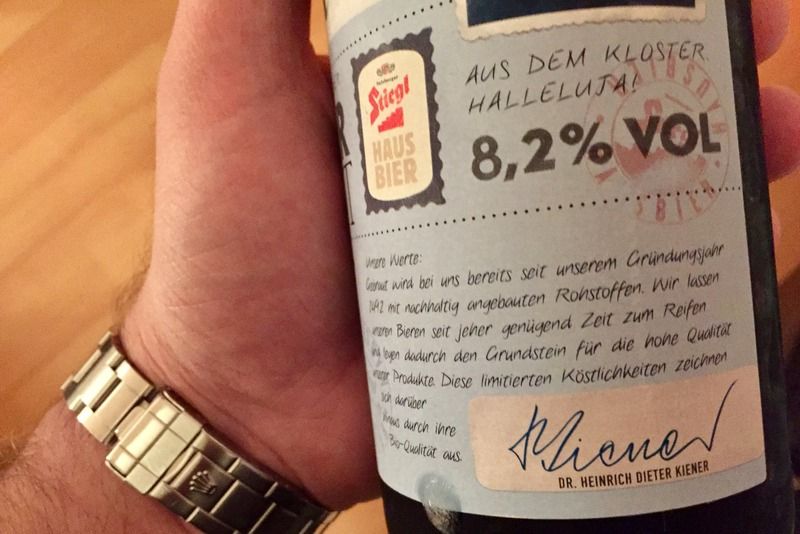 Stiegl
HAUS
BIER
AUS DEM KLOSTER.
HALLELUJA!
8,2% VOL
HAUSBIER
Unsere Werte:
Gebraut wird bei uns bereits seit unserem Gründungsjahr
1492 mit nachhaltig angebauten Rohstoffen. Wir lassen
unseren Bieren seit jeher genügend Zeit zum Reifen
und legen dadurch den Grundstein für die hohe Qualität
unserer Produkte. Diese limitierten Köstlichkeiten zeichnen
sich darüber
hinaus durch ihre
Bio-Qualität aus.
Kiener
DR. HEINRICH DIETER KIENER